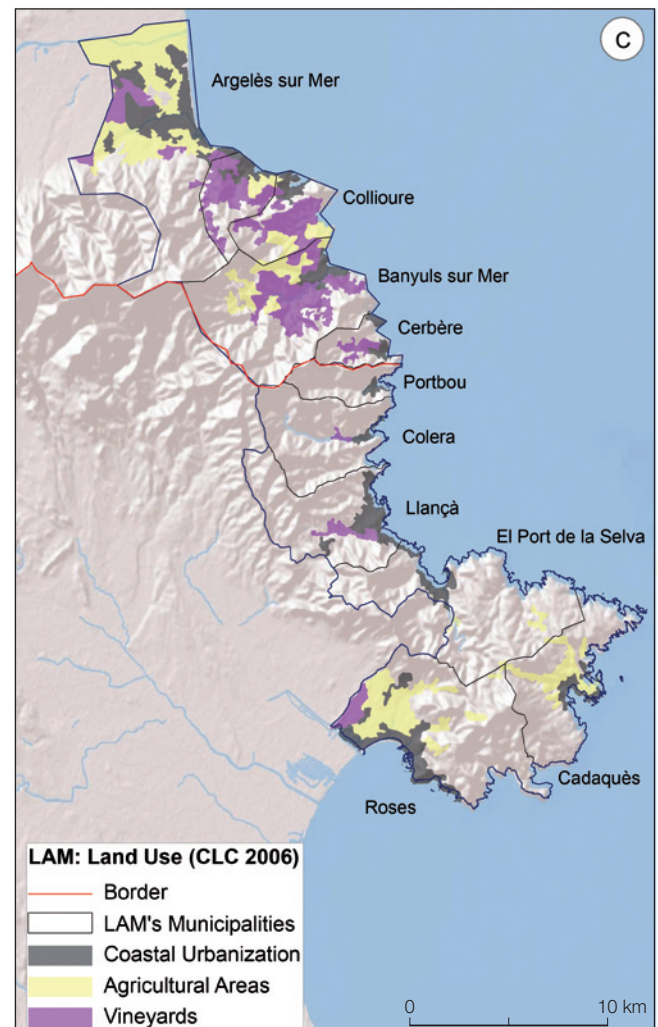 C
Argelès sur Mer
Collioure
Banyuls sur Mer
Cerbère
Portbou
Colera
Llançà
El Port de la Selva
Cadaquès
Roses
LAM: Land Use (CLC 2006)
Border
LAM's Municipalities
Coastal Urbanization
Agricultural Areas
Vineyards
0 10 km